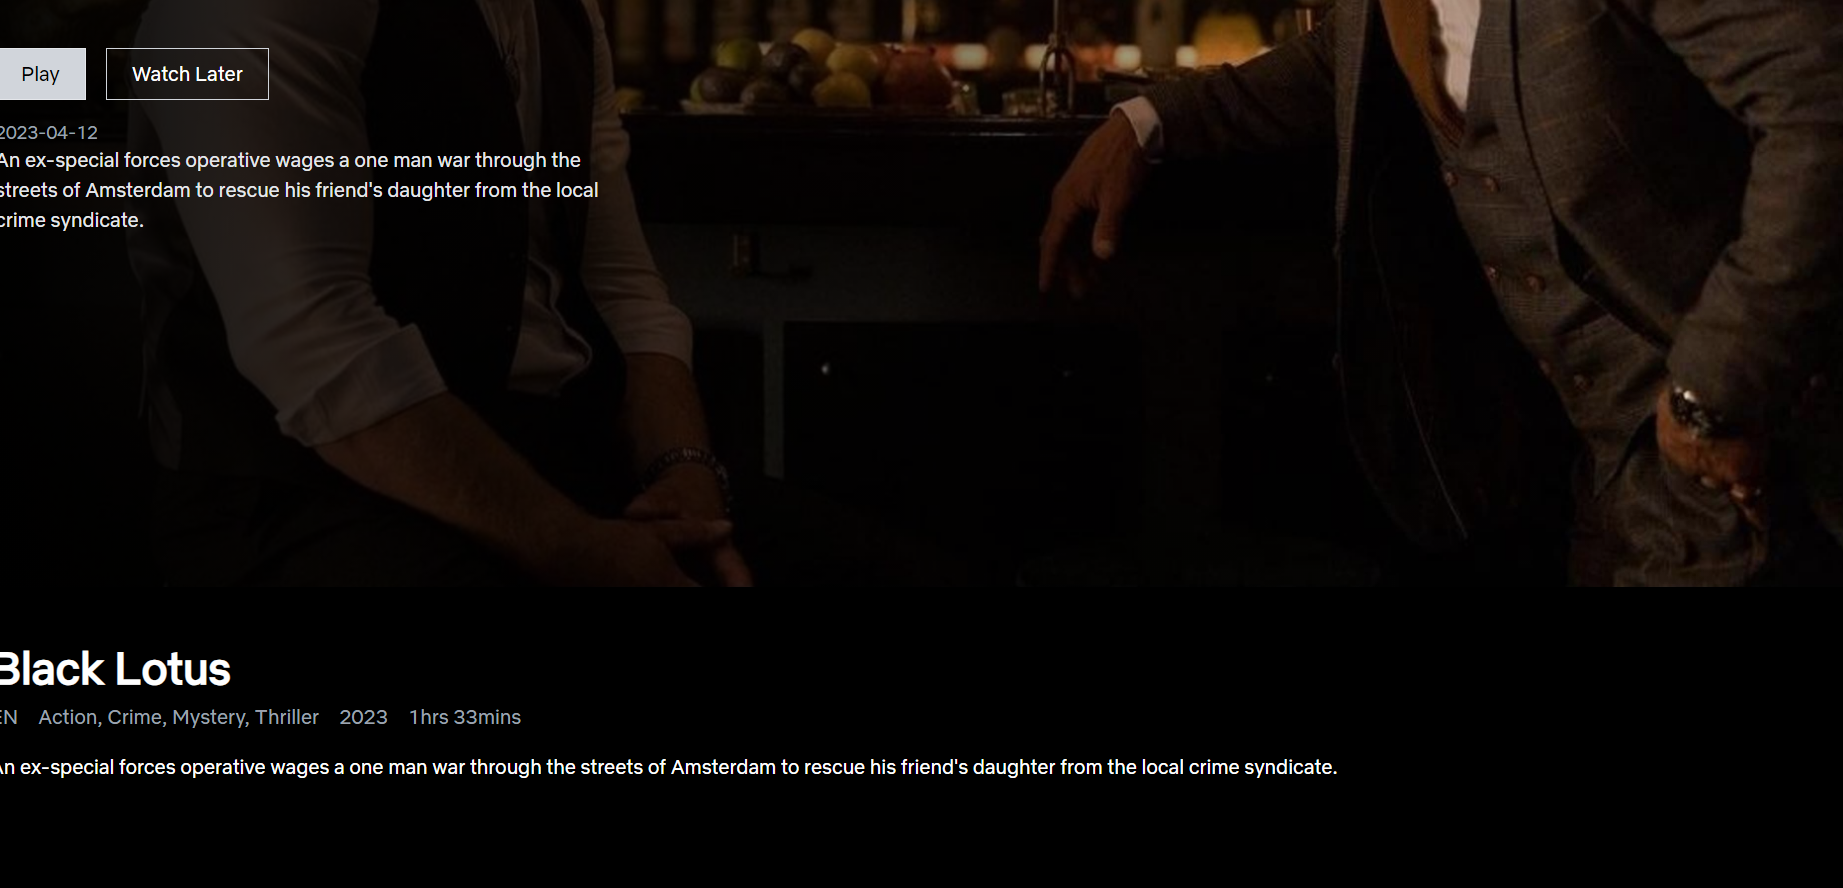 Play
Watch Later
2023-04-12
An ex-special forces operative wages a one man war through the
streets of Amsterdam to rescue his friend's daughter from the local
crime syndicate.
Black Lotus
EN Action, Crime, Mystery, Thriller 2023 1hrs 33mins
An ex-special forces operative wages a one man war through the streets of Amsterdam to rescue his friend's daughter from the local crime syndicate.